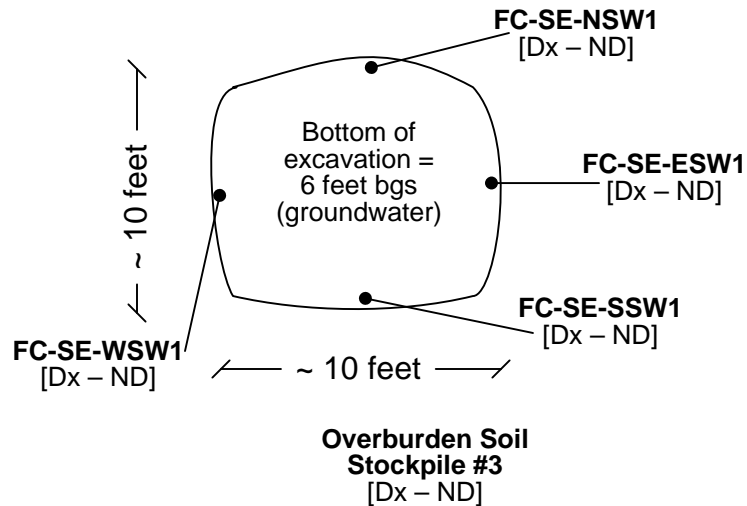 FC-SE-NSW1
[Dx – ND]
Bottom of
excavation =
6 feet bgs
(groundwater)
FC-SE-ESW1
[Dx – ND]
~ 10 feet
FC-SE-SSW1
[Dx – ND]
FC-SE-WSW1
[Dx – ND]
~ 10 feet
Overburden Soil
Stockpile #3
[Dx – ND]